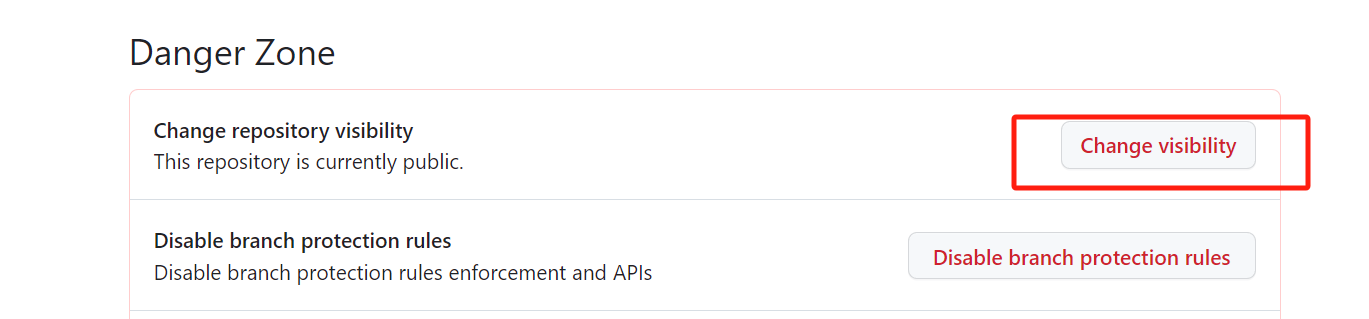 Danger Zone
Change repository visibility
This repository is currently public.
Change visibility
Disable branch protection rules
Disable branch protection rules enforcement and APIs
Disable branch protection rules